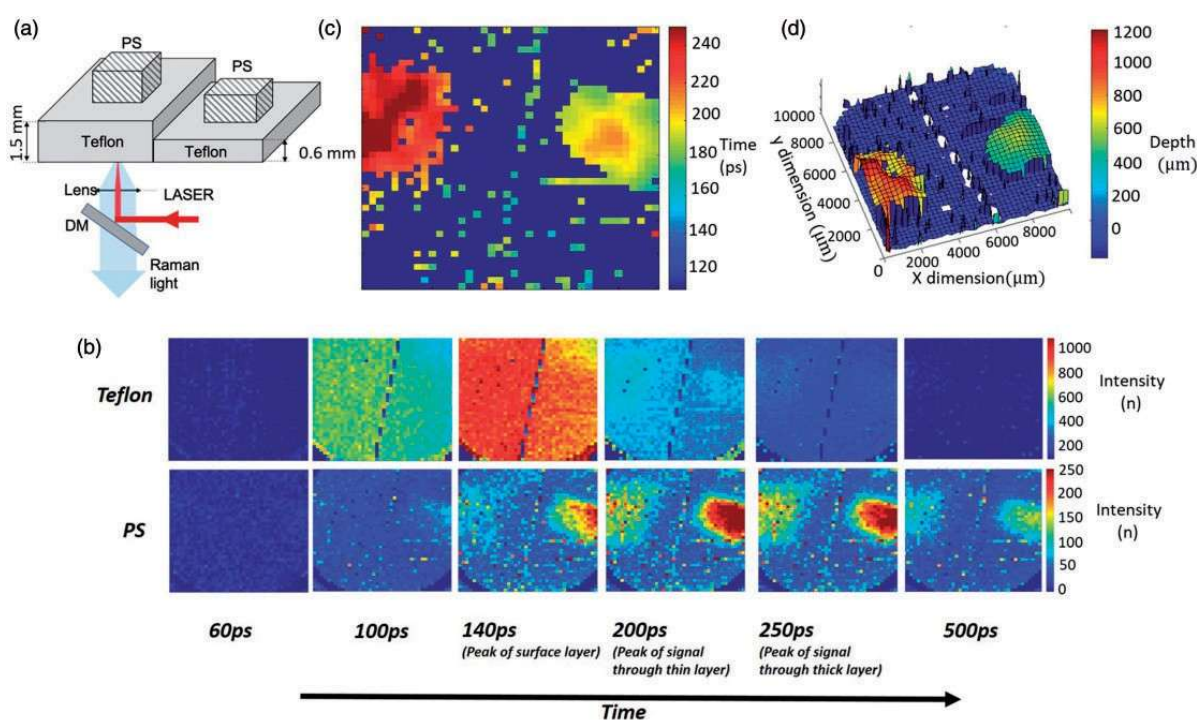 (a)
PS
PS
1.5 mm
Teflon
Teflon
0.6 mm
Lens
LASER
DM
Raman
light
(c)
240
220
200
180
160
140
120
Time
(ps)
(d)
10000
8000
6000
4000
2000
0
y dimension (μm)
2000
4000
6000
8000
X dimension(μm)
1200
1000
800
600
400
200
0
Depth
(μm)
(b)
Teflon
1000
800
600
400
200
Intensity
(n)
PS
250
200
150
100
50
0
Intensity
(n)
60ps
100ps
140ps
(Peak of surface layer)
200ps
(Peak of signal
through thin layer)
250ps
(Peak of signal
through thick layer)
500ps
Time